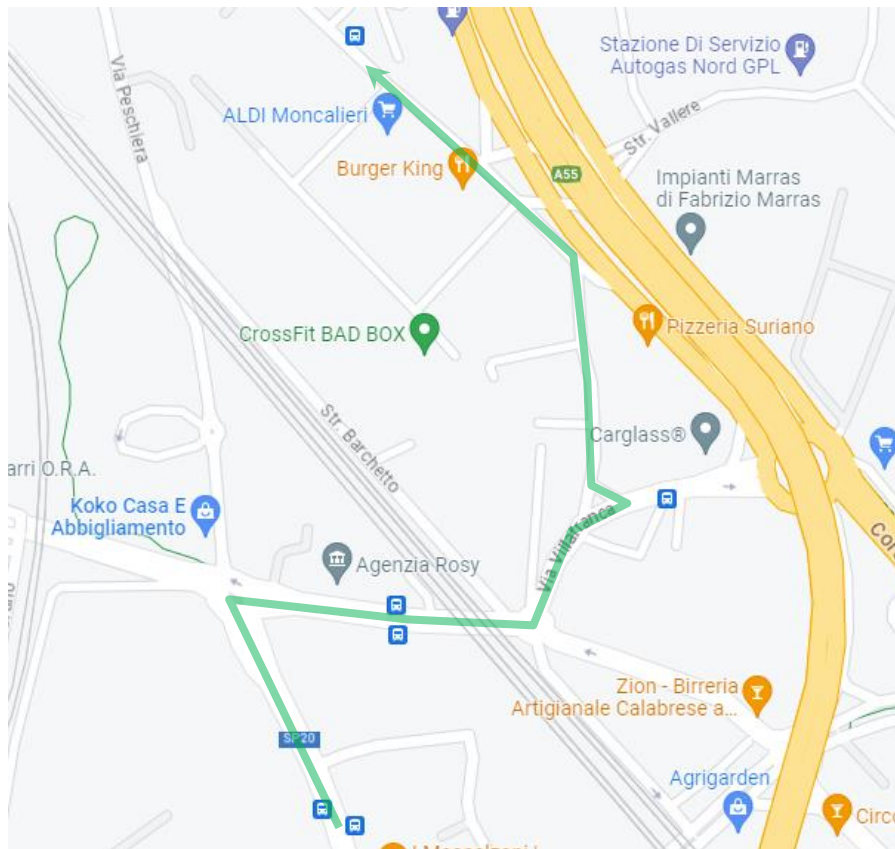 Stazione Di Servizio
Autogas Nord GPL
Via Peschiera
ALDI Moncalieri
Str. Vallere
Burger King
A55
Impianti Marras
di Fabrizio Marras
CrossFit BAD BOX
Pizzeria Suriano
Str. Barchetto
Carglass®
arri O.R.A.
Koko Casa E
Abbigliamento
Via Villafranca
Agenzia Rosy
Zion - Birreria
Artigianale Calabrese a...
SP20
Agrigarden
Circo